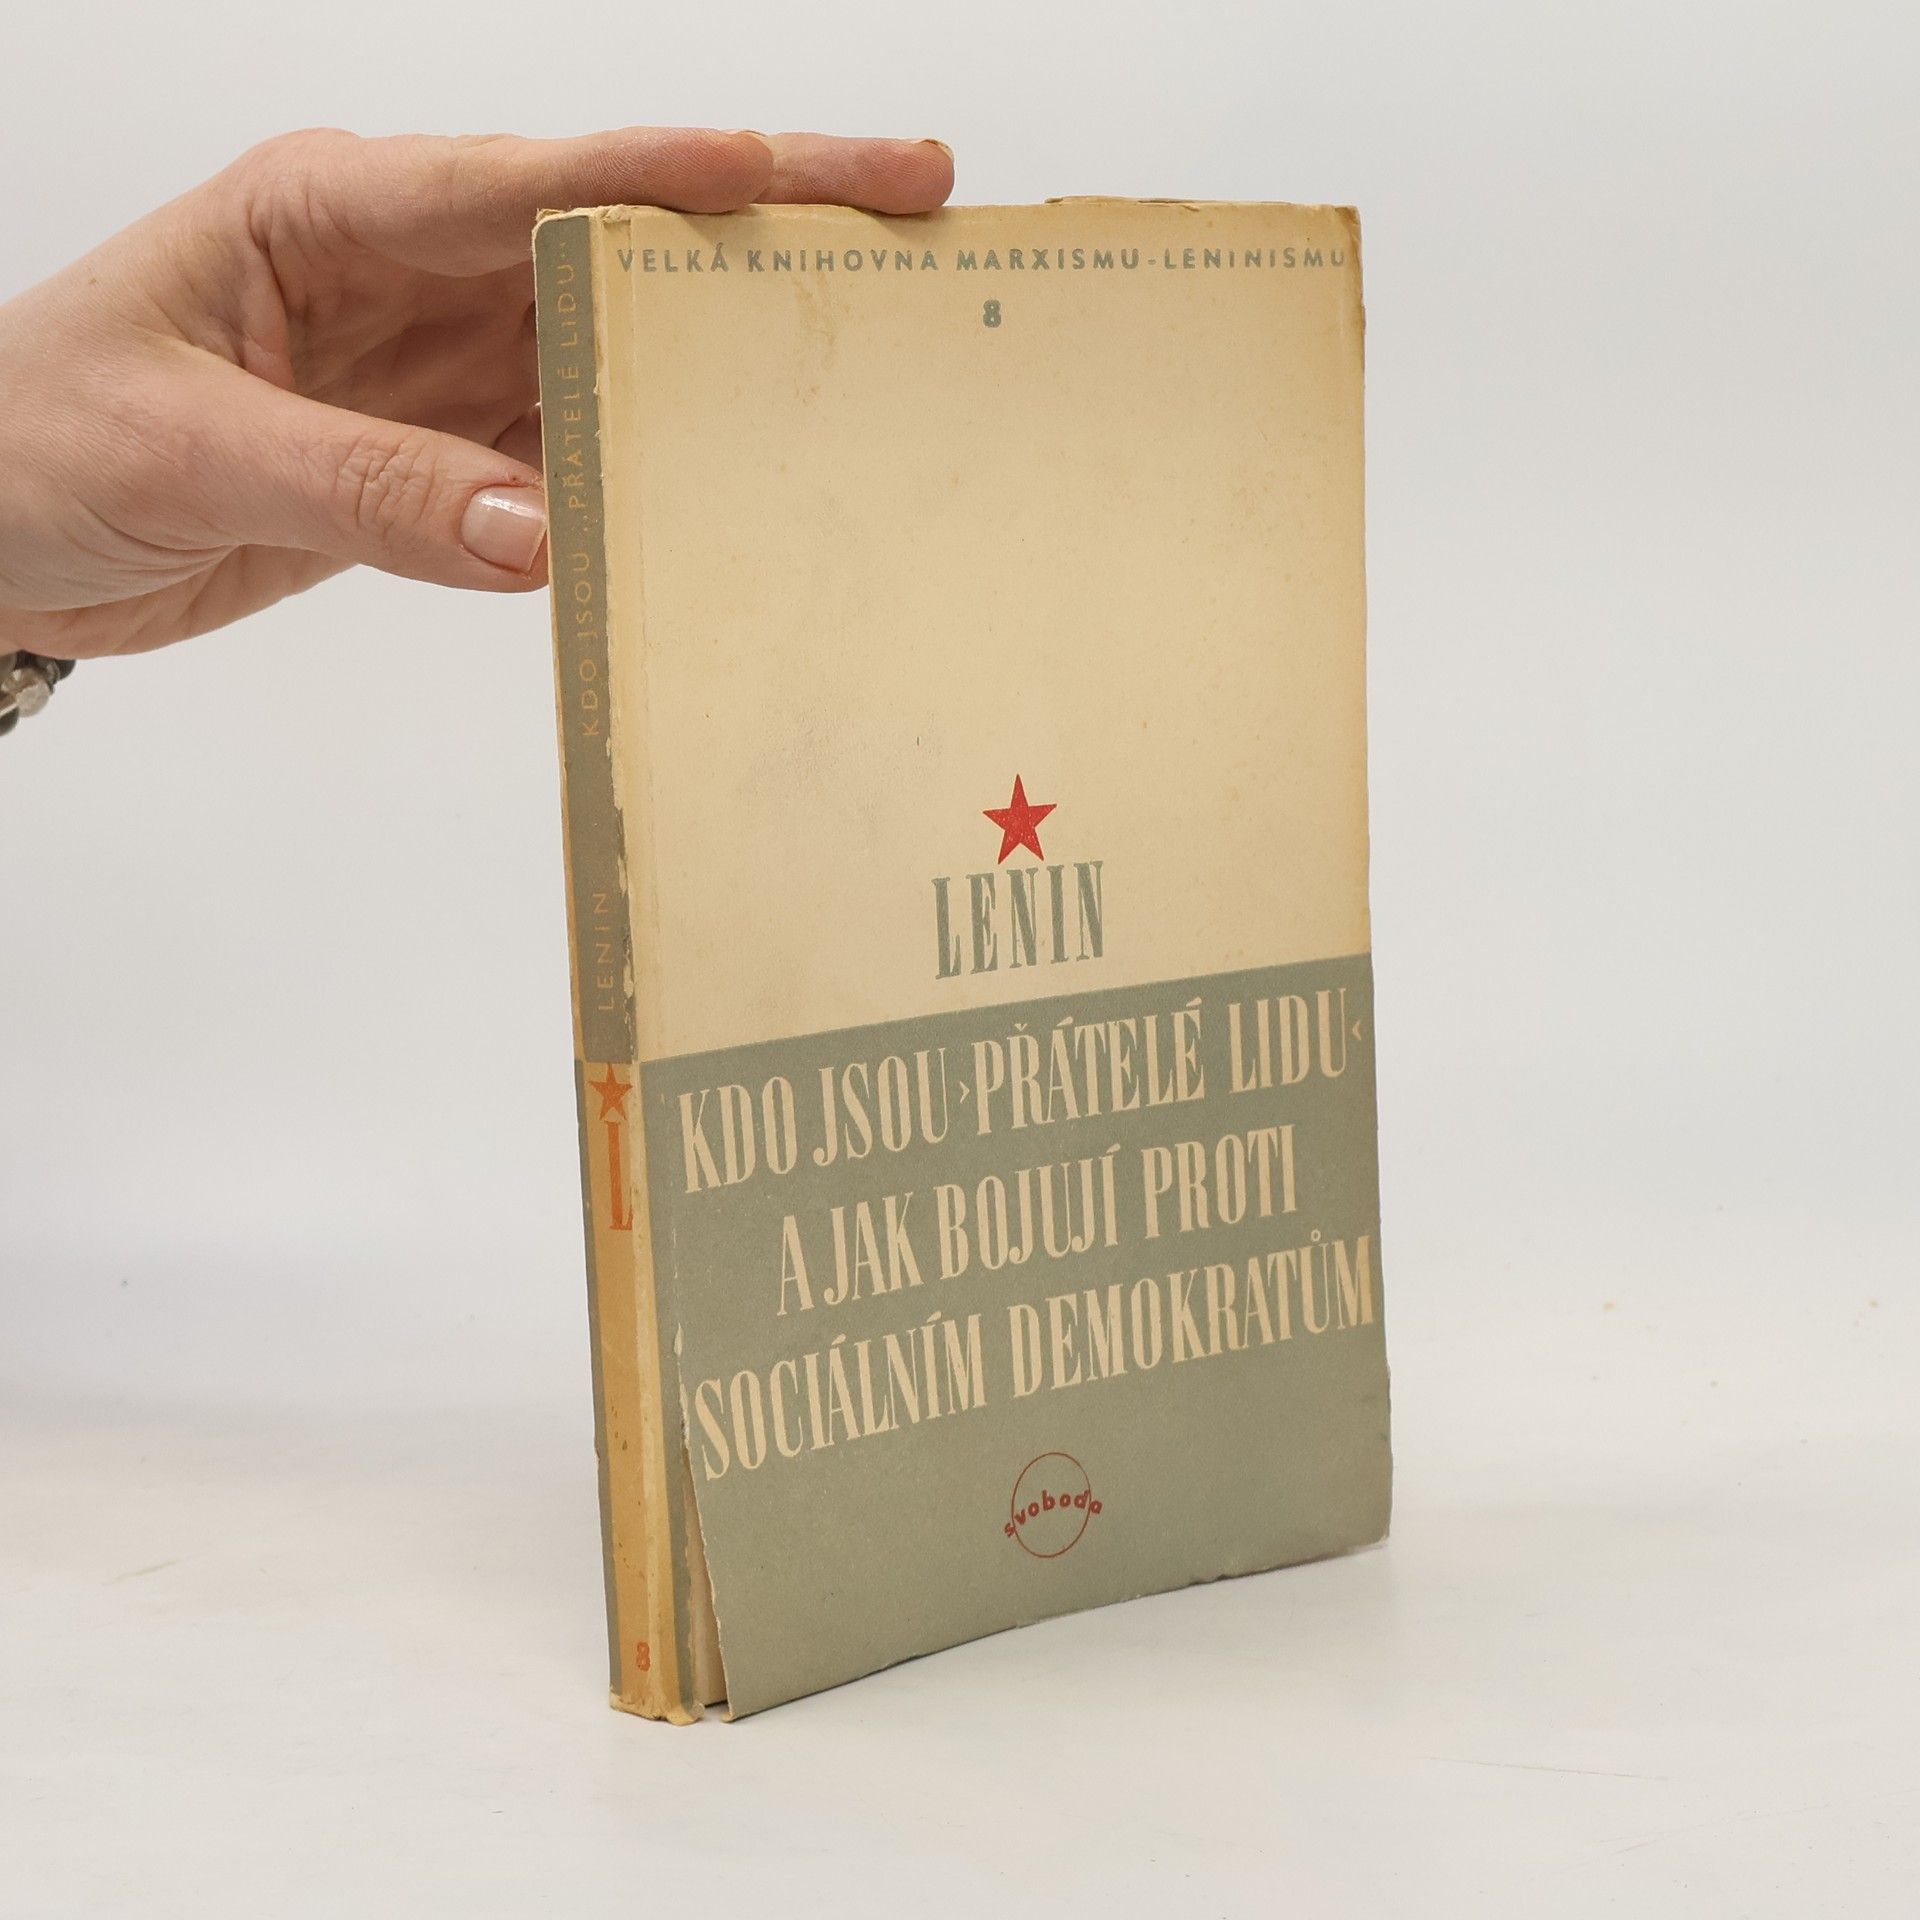 VELKÁ KNIHOVNA MARXISMU-LENINISMU
8
LENIN
KDO JSOU ›PŘÁTELÉ LIDU‹
A JAK BOJUJÍ PROTI
SOCIÁLNÍM DEMOKRATŮM
svoboda
LENIN KDO JSOU „PŘÁTELÉ LIDU“
L
8